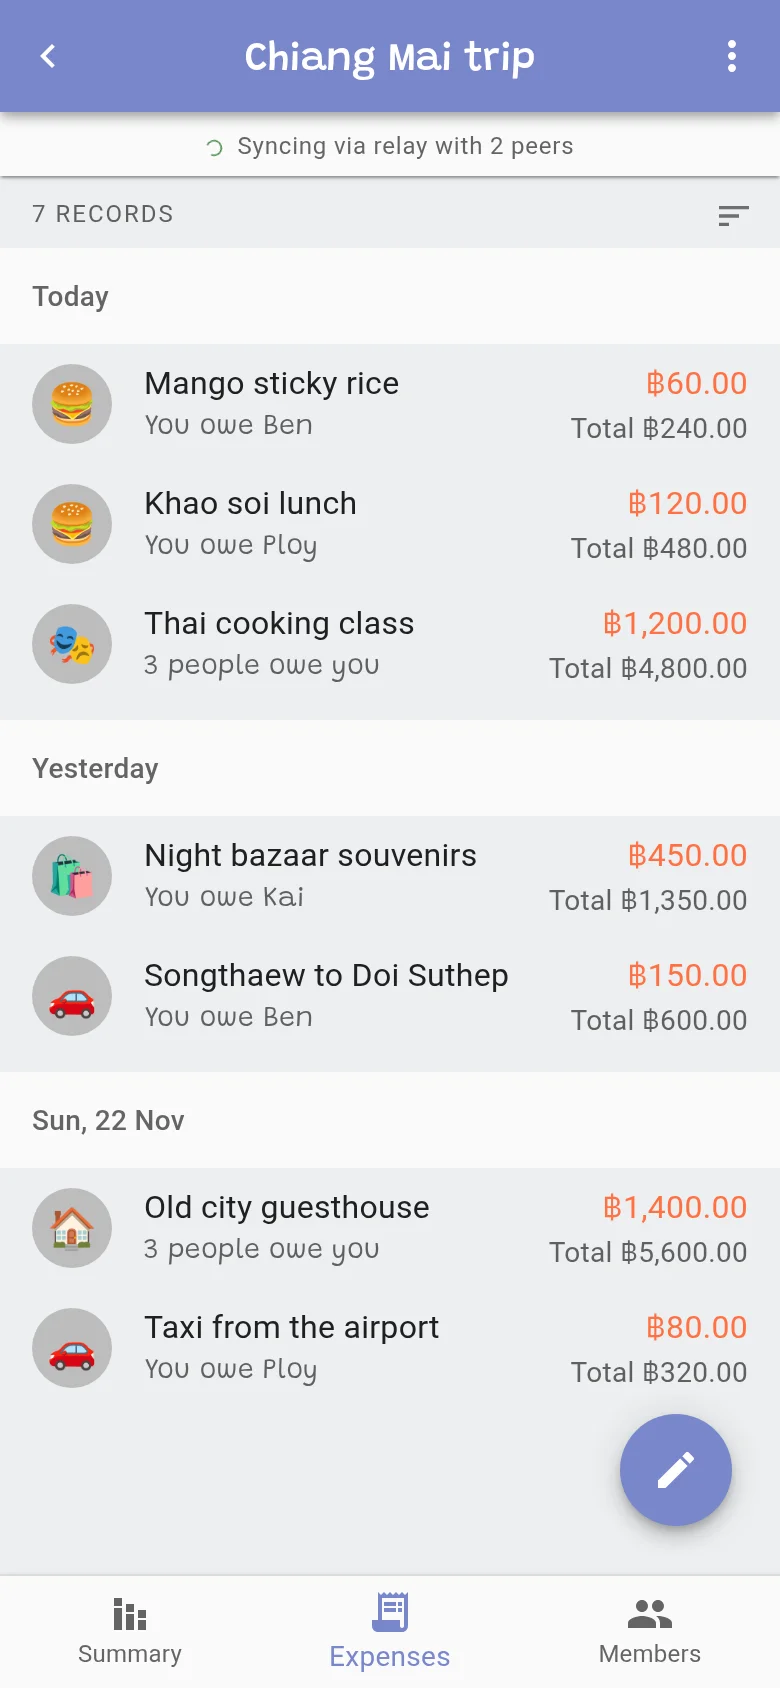 Chiang Mai trip
Syncing via relay with 2 peers
7 RECORDS
Today
Mango sticky rice
฿60.00
You owe Ben
Total ฿240.00
Khao soi lunch
฿120.00
You owe Ploy
Total ฿480.00
Thai cooking class
฿1,200.00
3 people owe you
Total ฿4,800.00
Yesterday
Night bazaar souvenirs
฿450.00
You owe Kai
Total ฿1,350.00
Songthaew to Doi Suthep
฿150.00
You owe Ben
Total ฿600.00
Sun, 22 Nov
Old city guesthouse
฿1,400.00
3 people owe you
Total ฿5,600.00
Taxi from the airport
฿80.00
You owe Ploy
Total ฿320.00
Summary
Expenses
Members